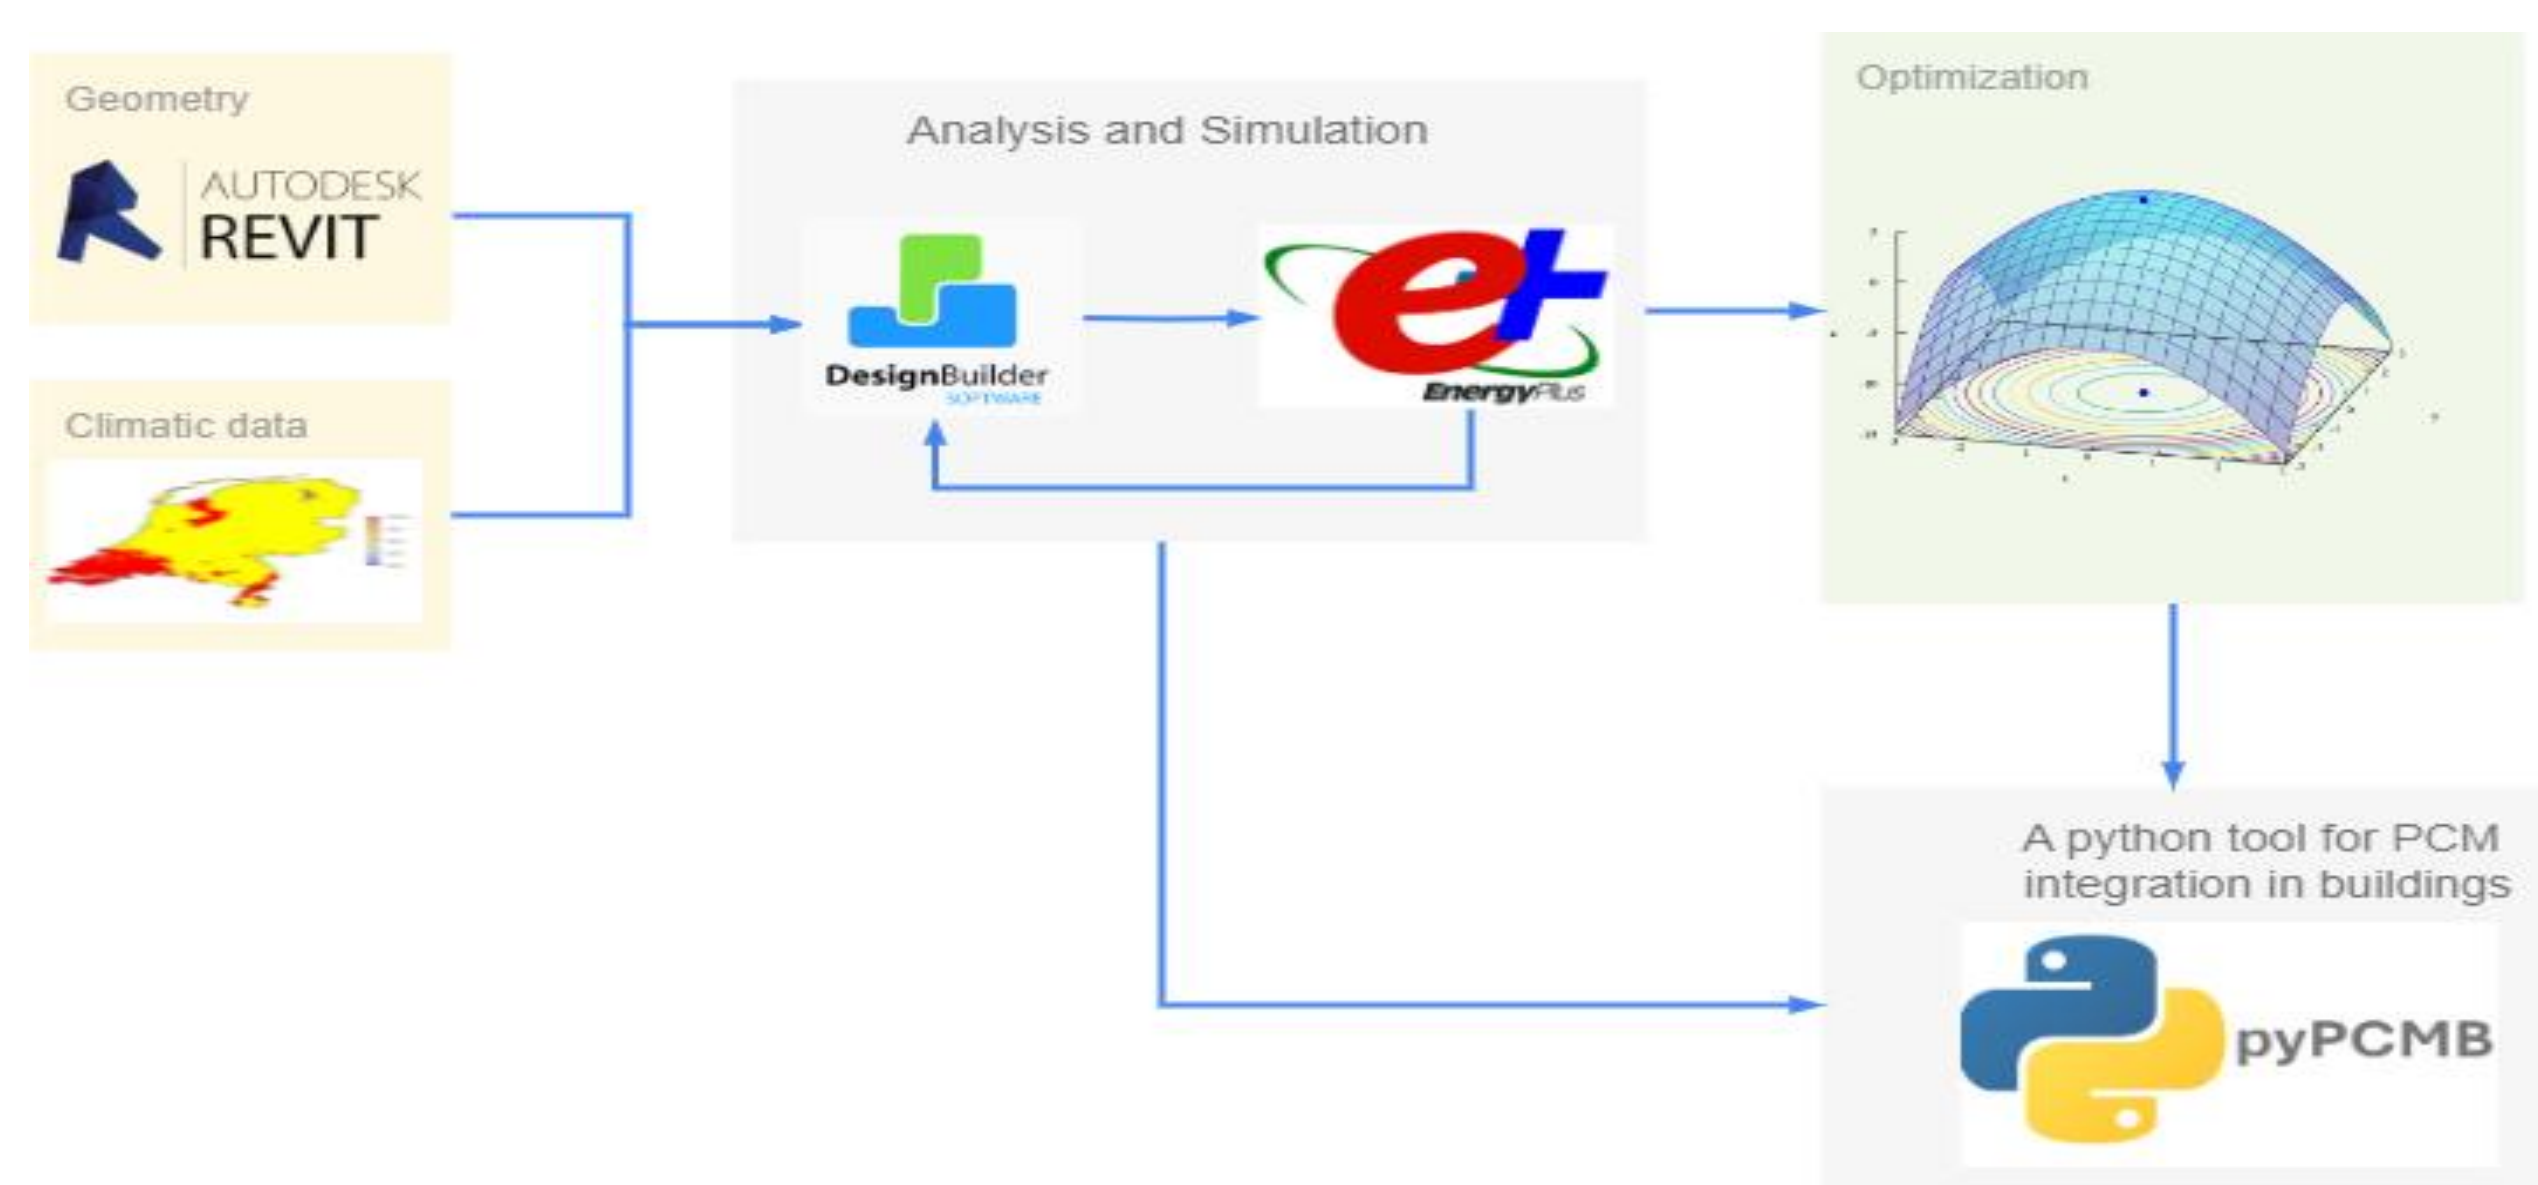 Geometry
AUTODESK
REVIT
Climatic data
Analysis and Simulation
DesignBuilder
SOFTWARE
e+
EnergyPlus
Optimization
A python tool for PCM
integration in buildings
pyPCMB